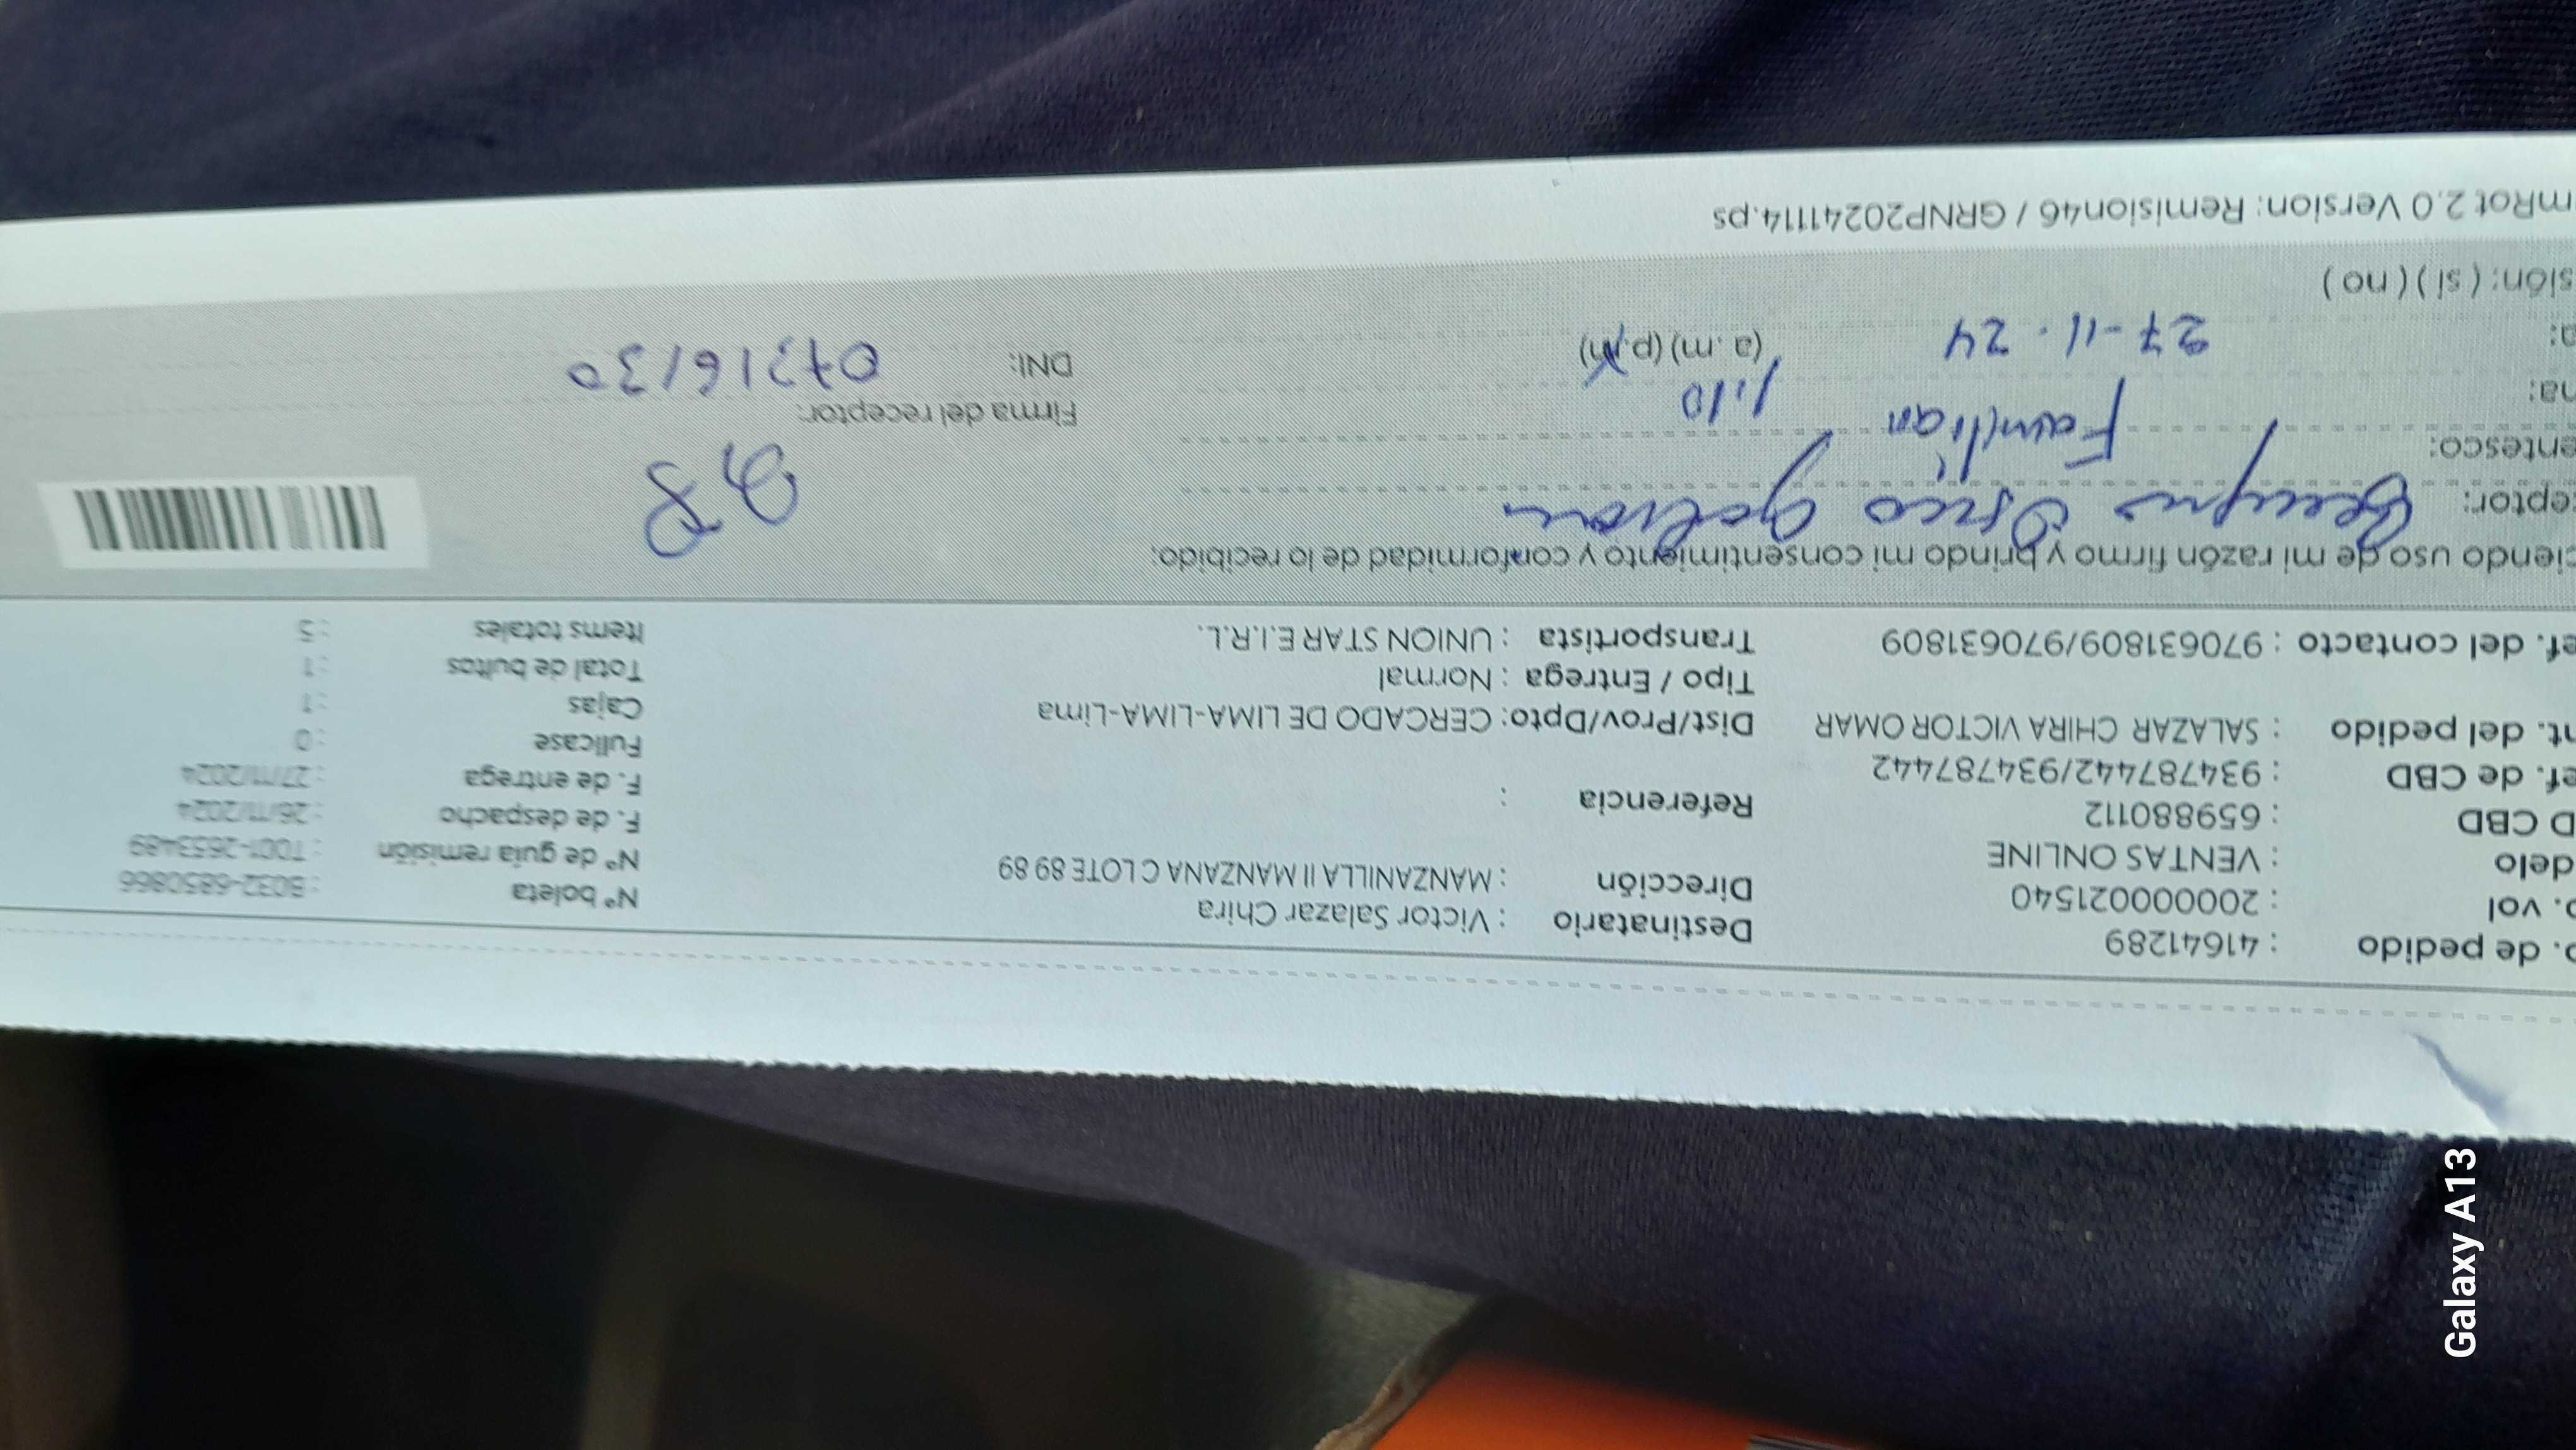 p. de pedido : 41641289
Destinatario : Victor Salazar Chira
Nº boleta : B032-6850866
p. vol : 200000021540
Dirección : MANZANILLA II MANZANA C LOTE 89 89
Nº de guía remisión : T001-2653489
delo : VENTAS ONLINE
F. de despacho : 26/11/2024
D CBD : 659880112
Referencia :
F. de entrega : 27/11/2024
ef. de CBD : 934787442/934787442
Fullcase : 0
nt. del pedido : SALAZAR CHIRA VICTOR OMAR
Dist/Prov/Dpto: CERCADO DE LIMA-LIMA-Lima
Cajas : 1
Tipo / Entrega : Normal
Total de bultos : 1
ef. del contacto : 970631809/970631809
Transportista : UNION STAR E.I.R.L.
Items totales : 5
ciendo uso de mi razón firmo y brindo mi consentimiento y conformidad de lo recibido:
eptor:
entesco: Familiar
Firma del receptor:
na: 1:10 (a.m) (p.m)
DNI: 07216130
a: 27-11-24
sión: ( sí ) ( no )
mRot 2.0 Version: Remision46 / GRNP20241114.ps
Galaxy A13